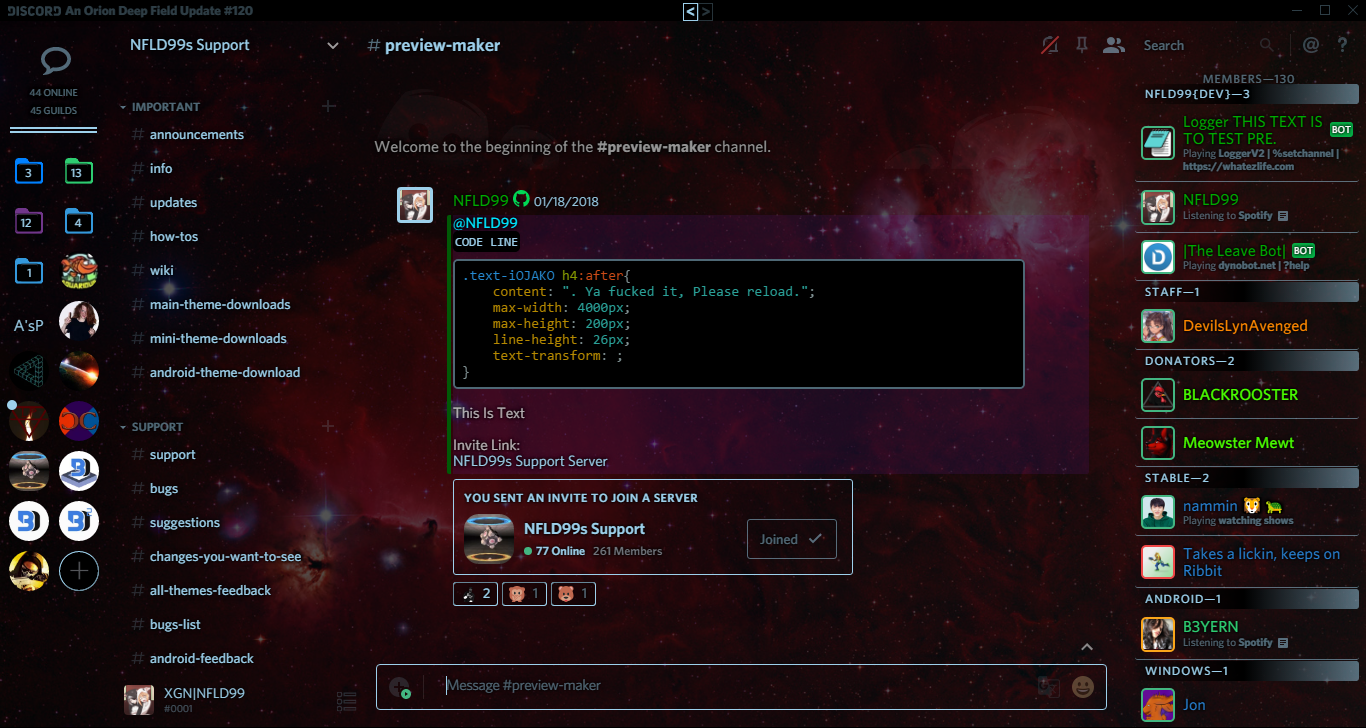 DISCORD An Orion Deep Field Update #120
< >
NFLD99s Support
# preview-maker
Search
@ ?
44 ONLINE
45 GUILDS
3
13
12
4
1
A'sP
IMPORTANT
# announcements
# info
# updates
# how-tos
# wiki
# main-theme-downloads
# mini-theme-downloads
# android-theme-download
SUPPORT
# support
# bugs
# suggestions
# changes-you-want-to-see
# all-themes-feedback
# bugs-list
# android-feedback
XGN|NFLD99
#0001
Welcome to the beginning of the #preview-maker channel.
NFLD99 01/18/2018
@NFLD99
CODE LINE
.text-iOJAKO h4:after{
content: ". Ya fucked it, Please reload.";
max-width: 4000px;
max-height: 200px;
line-height: 26px;
text-transform: ;
}
This Is Text
Invite Link:
NFLD99s Support Server
YOU SENT AN INVITE TO JOIN A SERVER
NFLD99s Support
77 Online 261 Members
Joined
2
1
1
Message #preview-maker
MEMBERS—130
NFLD99{DEV}—3
Logger THIS TEXT IS
TO TEST PRE.
BOT
Playing LoggerV2 | %setchannel |
https://whatezlife.com
NFLD99
Listening to Spotify
|The Leave Bot| BOT
Playing dynobot.net | ?help
STAFF—1
DevilsLynAvenged
DONATORS—2
BLACKROOSTER
Meowster Mewt
STABLE—2
nammin 🐯 🐢
Playing watching shows
Takes a lickin, keeps on
Ribbit
ANDROID—1
B3YERN
Listening to Spotify
WINDOWS—1
Jon